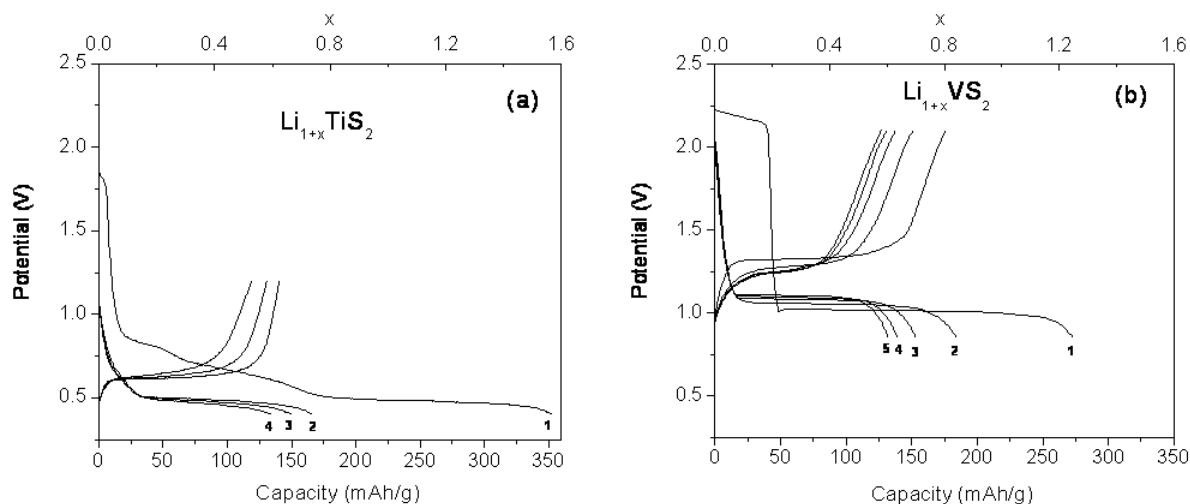 x
0.0 0.4 0.8 1.2 1.6
2.5
2.0
1.5
1.0
0.5
Potential (V)
(a)
Li1+xTiS2
4 3 2 1
0 50 100 150 200 250 300 350
Capacity (mAh/g)
x
0.0 0.4 0.8 1.2 1.6
2.5
2.0
1.5
1.0
0.5
Potential (V)
Li1+xVS2
(b)
5 4 3 2 1
0 50 100 150 200 250 300 350
Capacity (mAh/g)